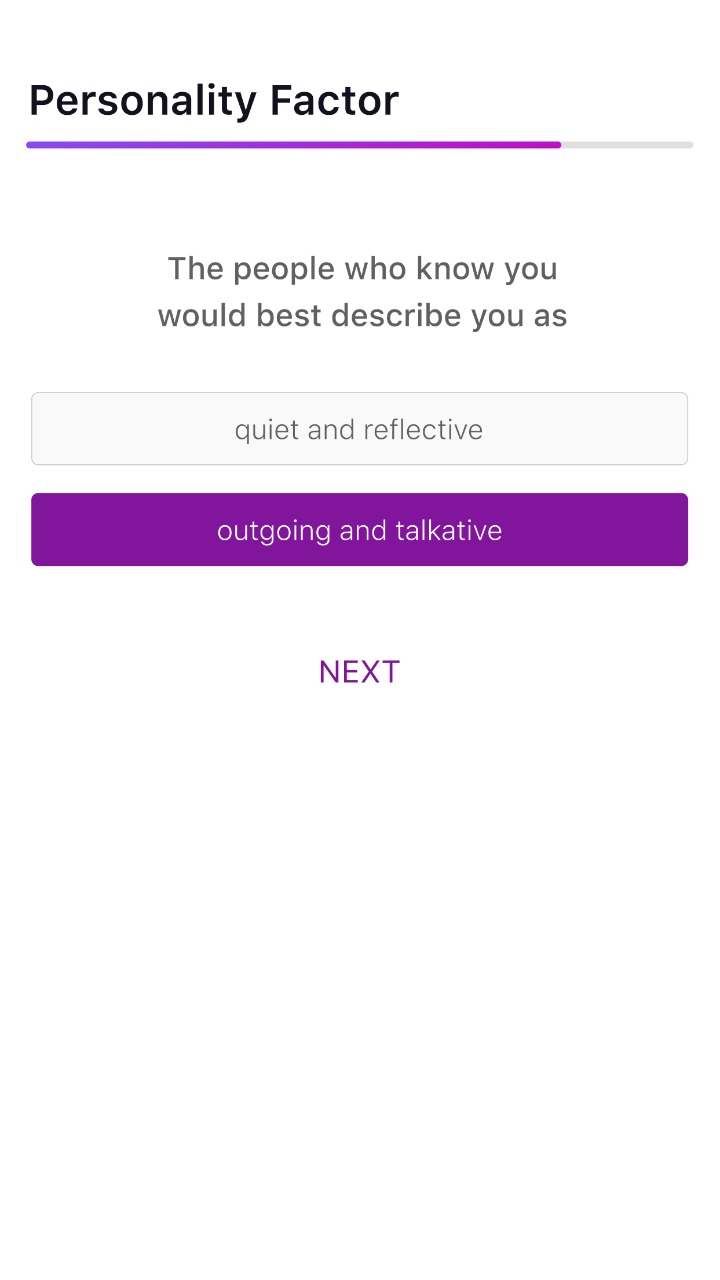 Personality Factor
The people who know you
would best describe you as
quiet and reflective
outgoing and talkative
NEXT